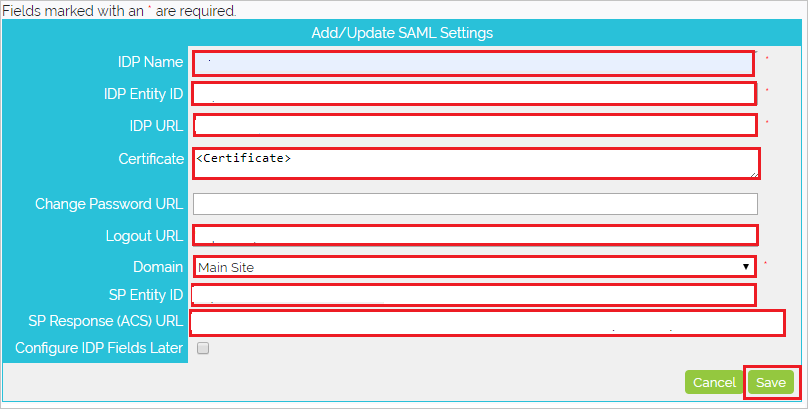 Fields marked with an * are required.
Add/Update SAML Settings
IDP Name *
IDP Entity ID *
IDP URL *
Certificate <Certificate>
Change Password URL
Logout URL
Domain Main Site *
SP Entity ID
SP Response (ACS) URL
Configure IDP Fields Later
Cancel Save